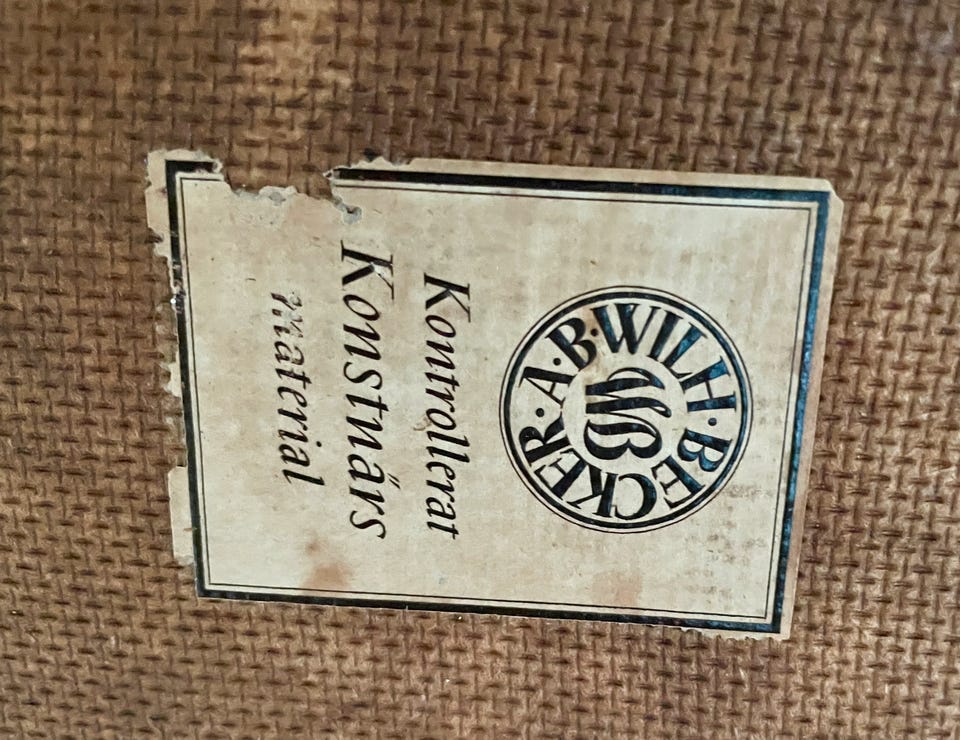 A·B·WILH·BECKER·
WB
Kontrollerat
Konstnärs
material